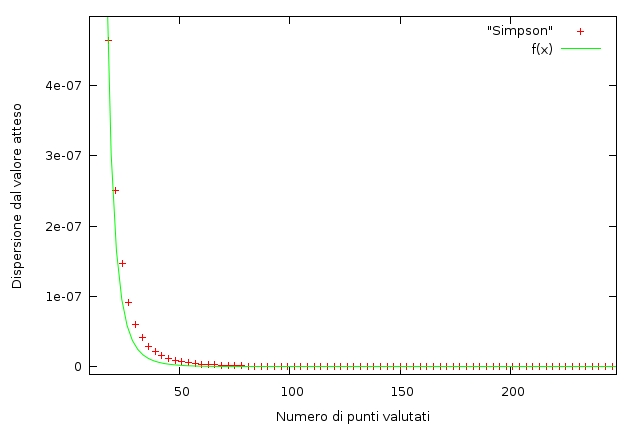 "Simpson"
f(x)
4e-07
3e-07
2e-07
1e-07
0
50
100
150
200
Dispersione dal valore atteso
Numero di punti valutati